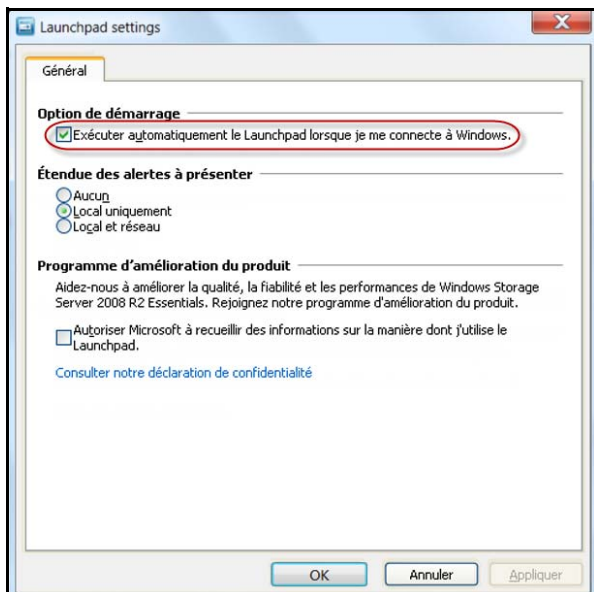 Launchpad settings
Général
Option de démarrage
Exécuter automatiquement le Launchpad lorsque je me connecte à Windows.
Étendue des alertes à présenter
Aucun
Local uniquement
Local et réseau
Programme d'amélioration du produit
Aidez-nous à améliorer la qualité, la fiabilité et les performances de Windows Storage
Server 2008 R2 Essentials. Rejoignez notre programme d'amélioration du produit.
Autoriser Microsoft à recueillir des informations sur la manière dont j'utilise le
Launchpad.
Consulter notre déclaration de confidentialité
OK
Annuler
Appliquer